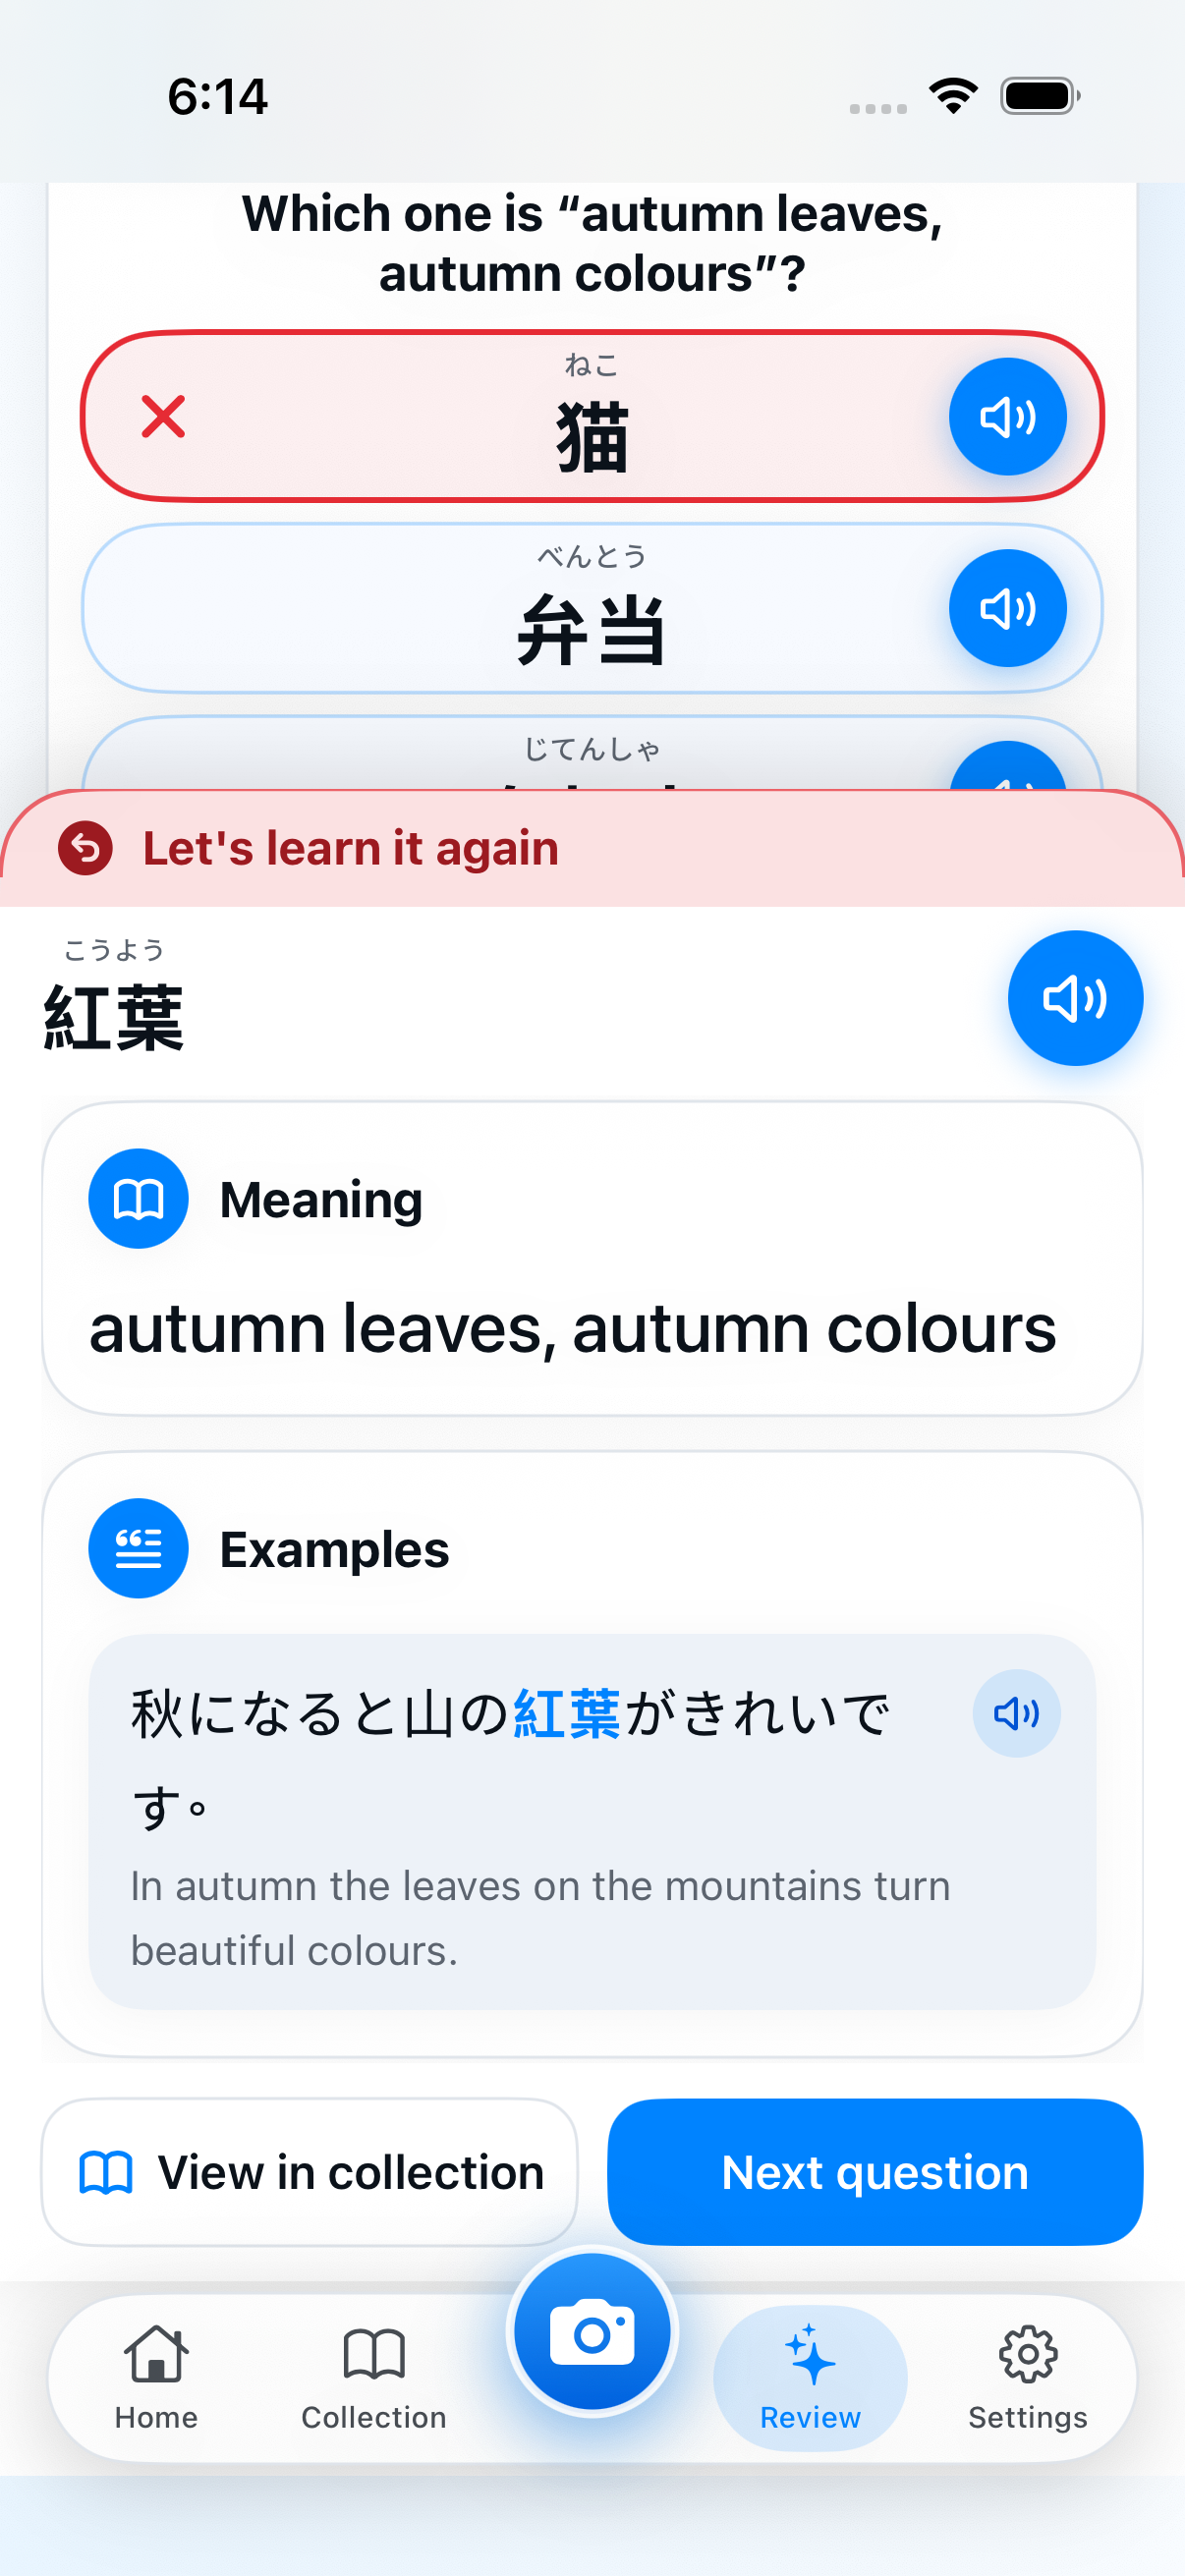 6:14
Which one is “autumn leaves,
autumn colours”?
ねこ
猫
べんとう
弁当
じてんしゃ
Let's learn it again
こうよう
紅葉
Meaning
autumn leaves, autumn colours
Examples
秋になると山の紅葉がきれいで
す。
In autumn the leaves on the mountains turn
beautiful colours.
View in collection
Next question
Home
Collection
Review
Settings